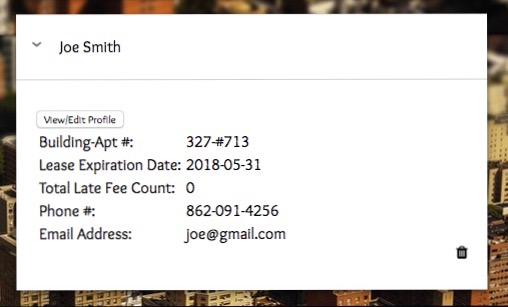 Joe Smith
View/Edit Profile
Building-Apt #: 327-#713
Lease Expiration Date: 2018-05-31
Total Late Fee Count: 0
Phone #: 862-091-4256
Email Address: joe@gmail.com